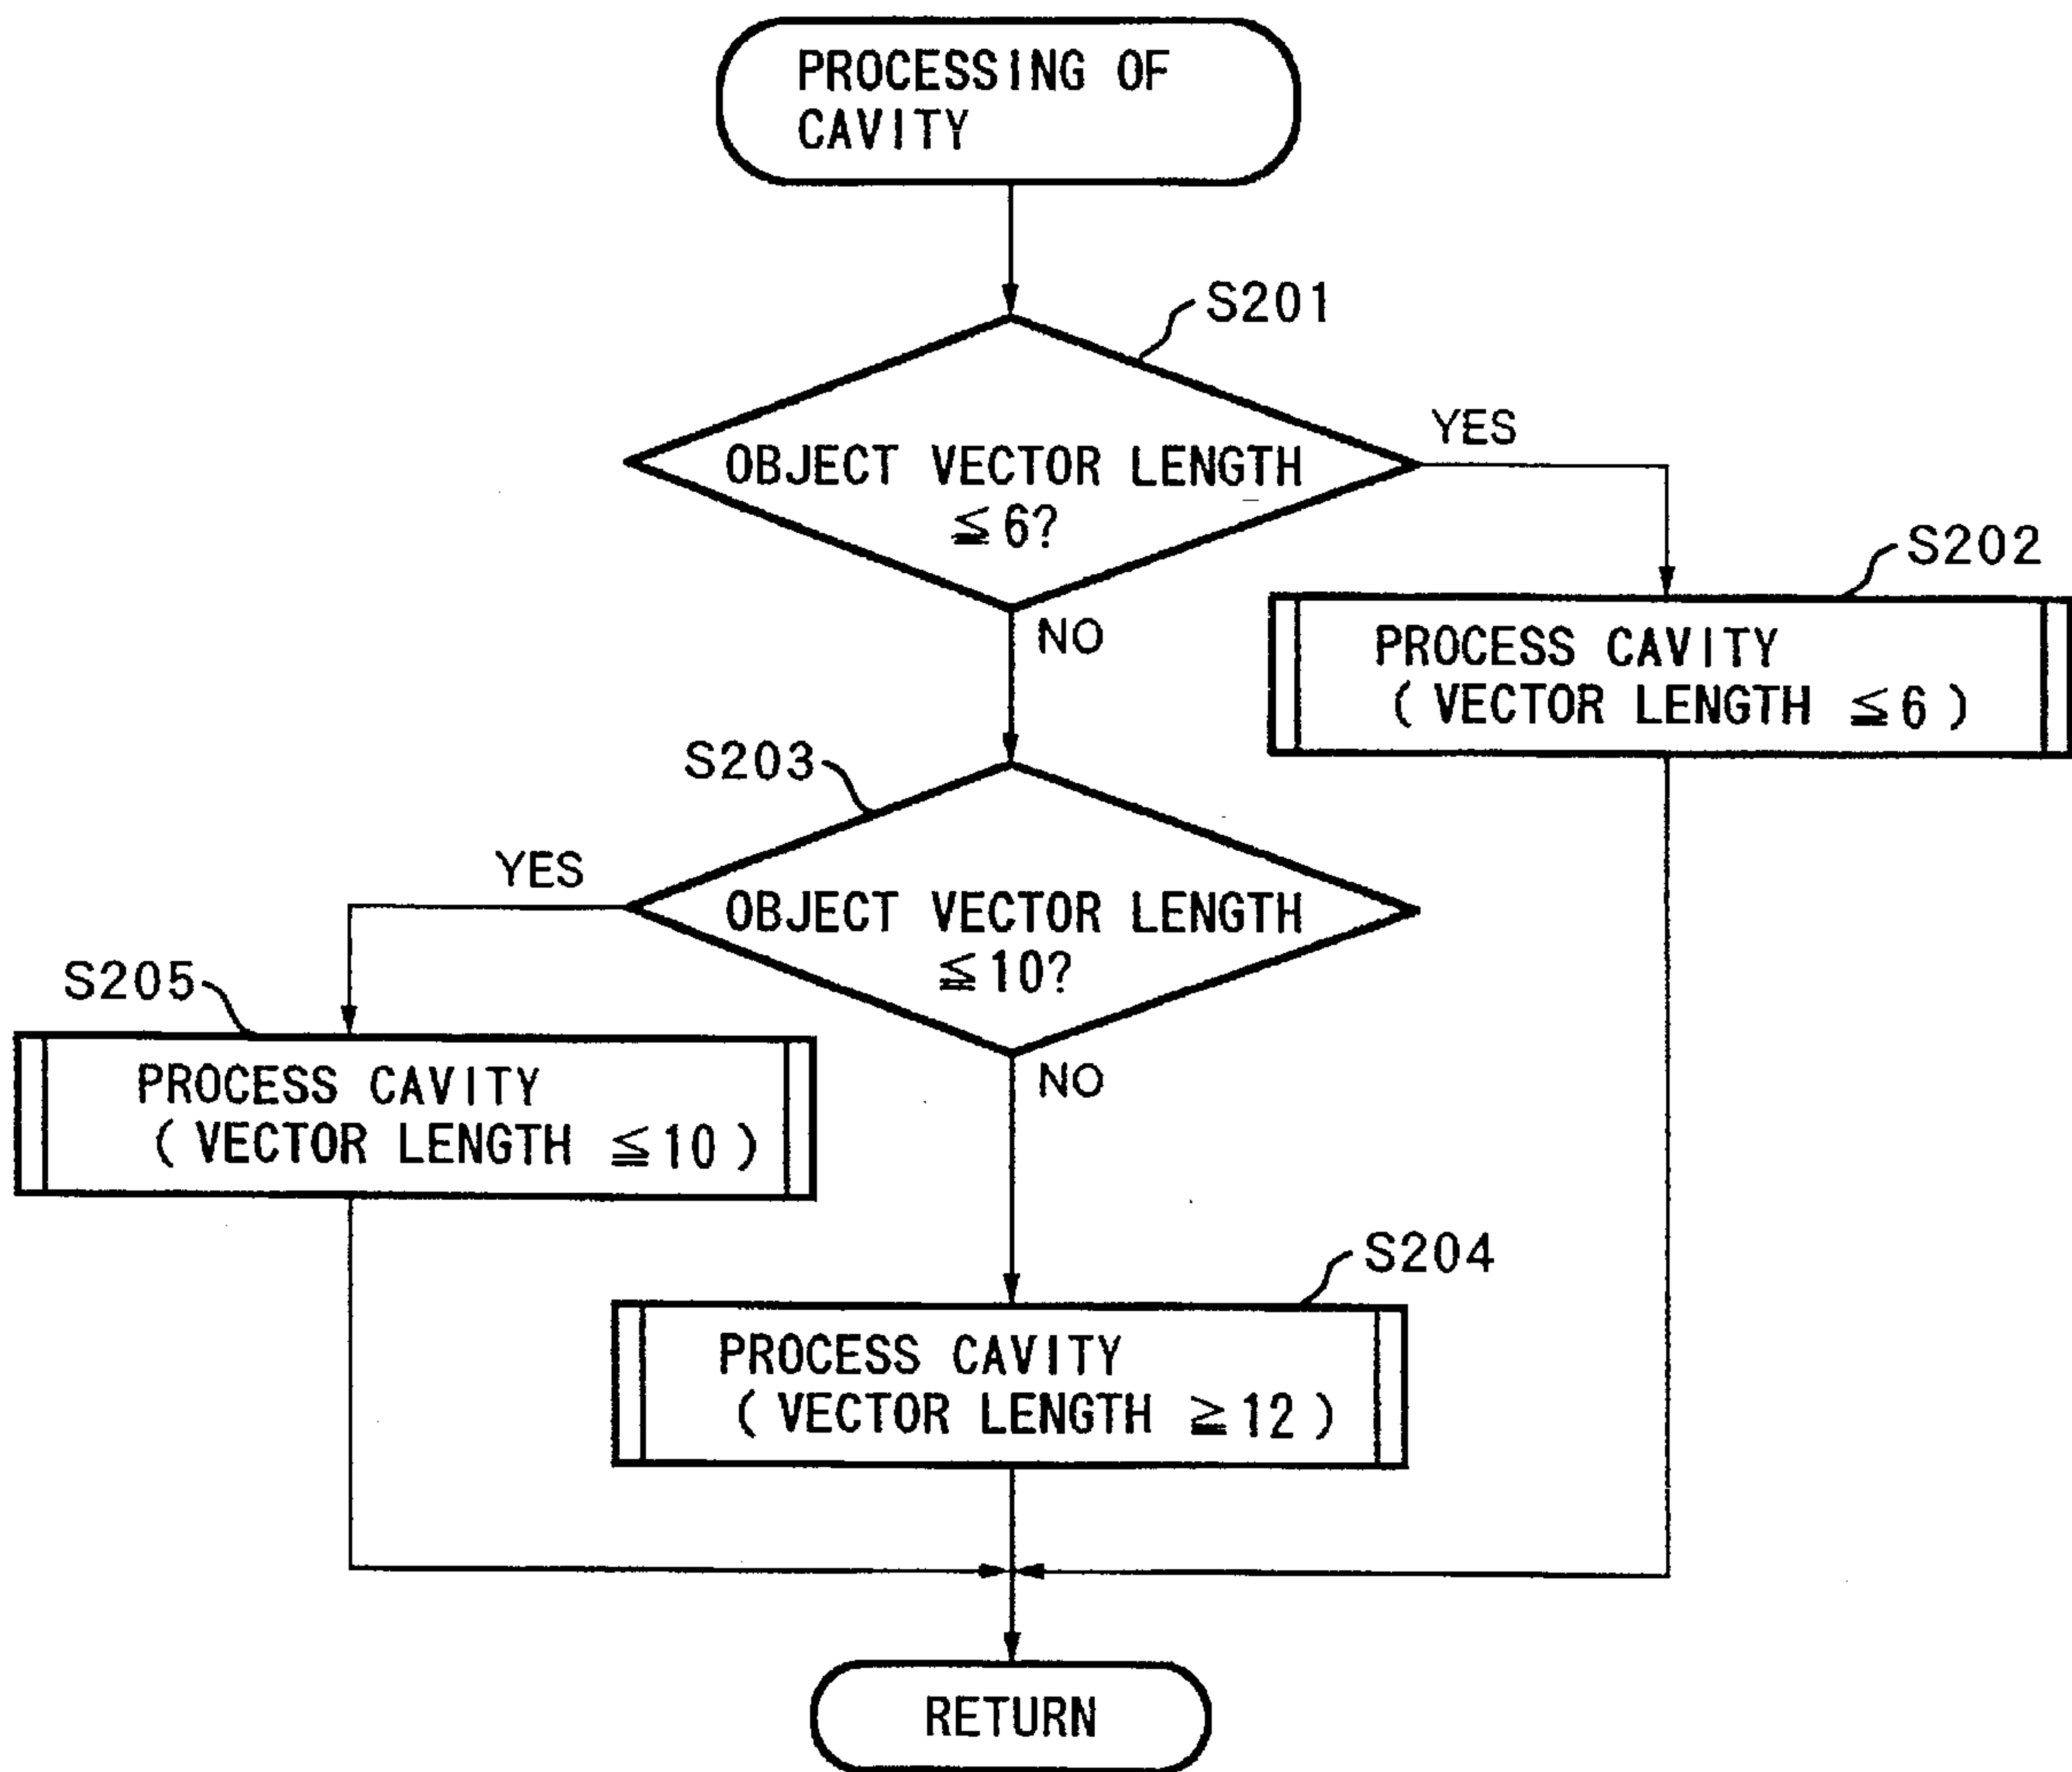 PROCESSING OF
CAVITY
S201
OBJECT VECTOR LENGTH
≦6?
YES
NO
S202
PROCESS CAVITY
(VECTOR LENGTH ≦6)
S203
OBJECT VECTOR LENGTH
≦10?
YES
NO
S205
PROCESS CAVITY
(VECTOR LENGTH ≦10)
S204
PROCESS CAVITY
(VECTOR LENGTH ≧12)
RETURN